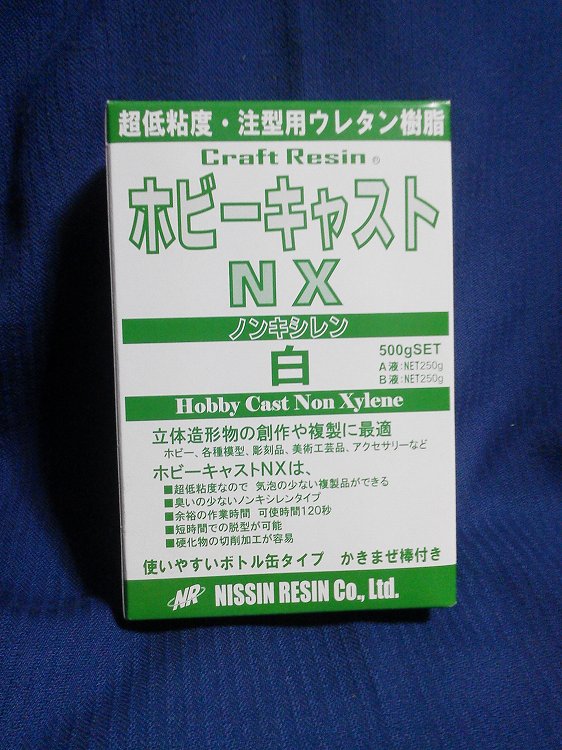 超低粘度・注型用ウレタン樹脂
Craft Resin®
ホビーキャスト
NX
ノンキシレン
白
500gSET
A液:NET250g
B液:NET250g
Hobby Cast Non Xylene
立体造形物の創作や複製に最適
ホビー、各種模型、彫刻品、美術工芸品、アクセサリーなど
ホビーキャストNXは、
■超低粘度なので 気泡の少ない複製品ができる
■臭いの少ないノンキシレンタイプ
■余裕の作業時間 可使時間120秒
■短時間での脱型が可能
■硬化物の切削加工が容易
使いやすいボトル缶タイプ かきまぜ棒付き
NR NISSIN RESIN Co., Ltd.